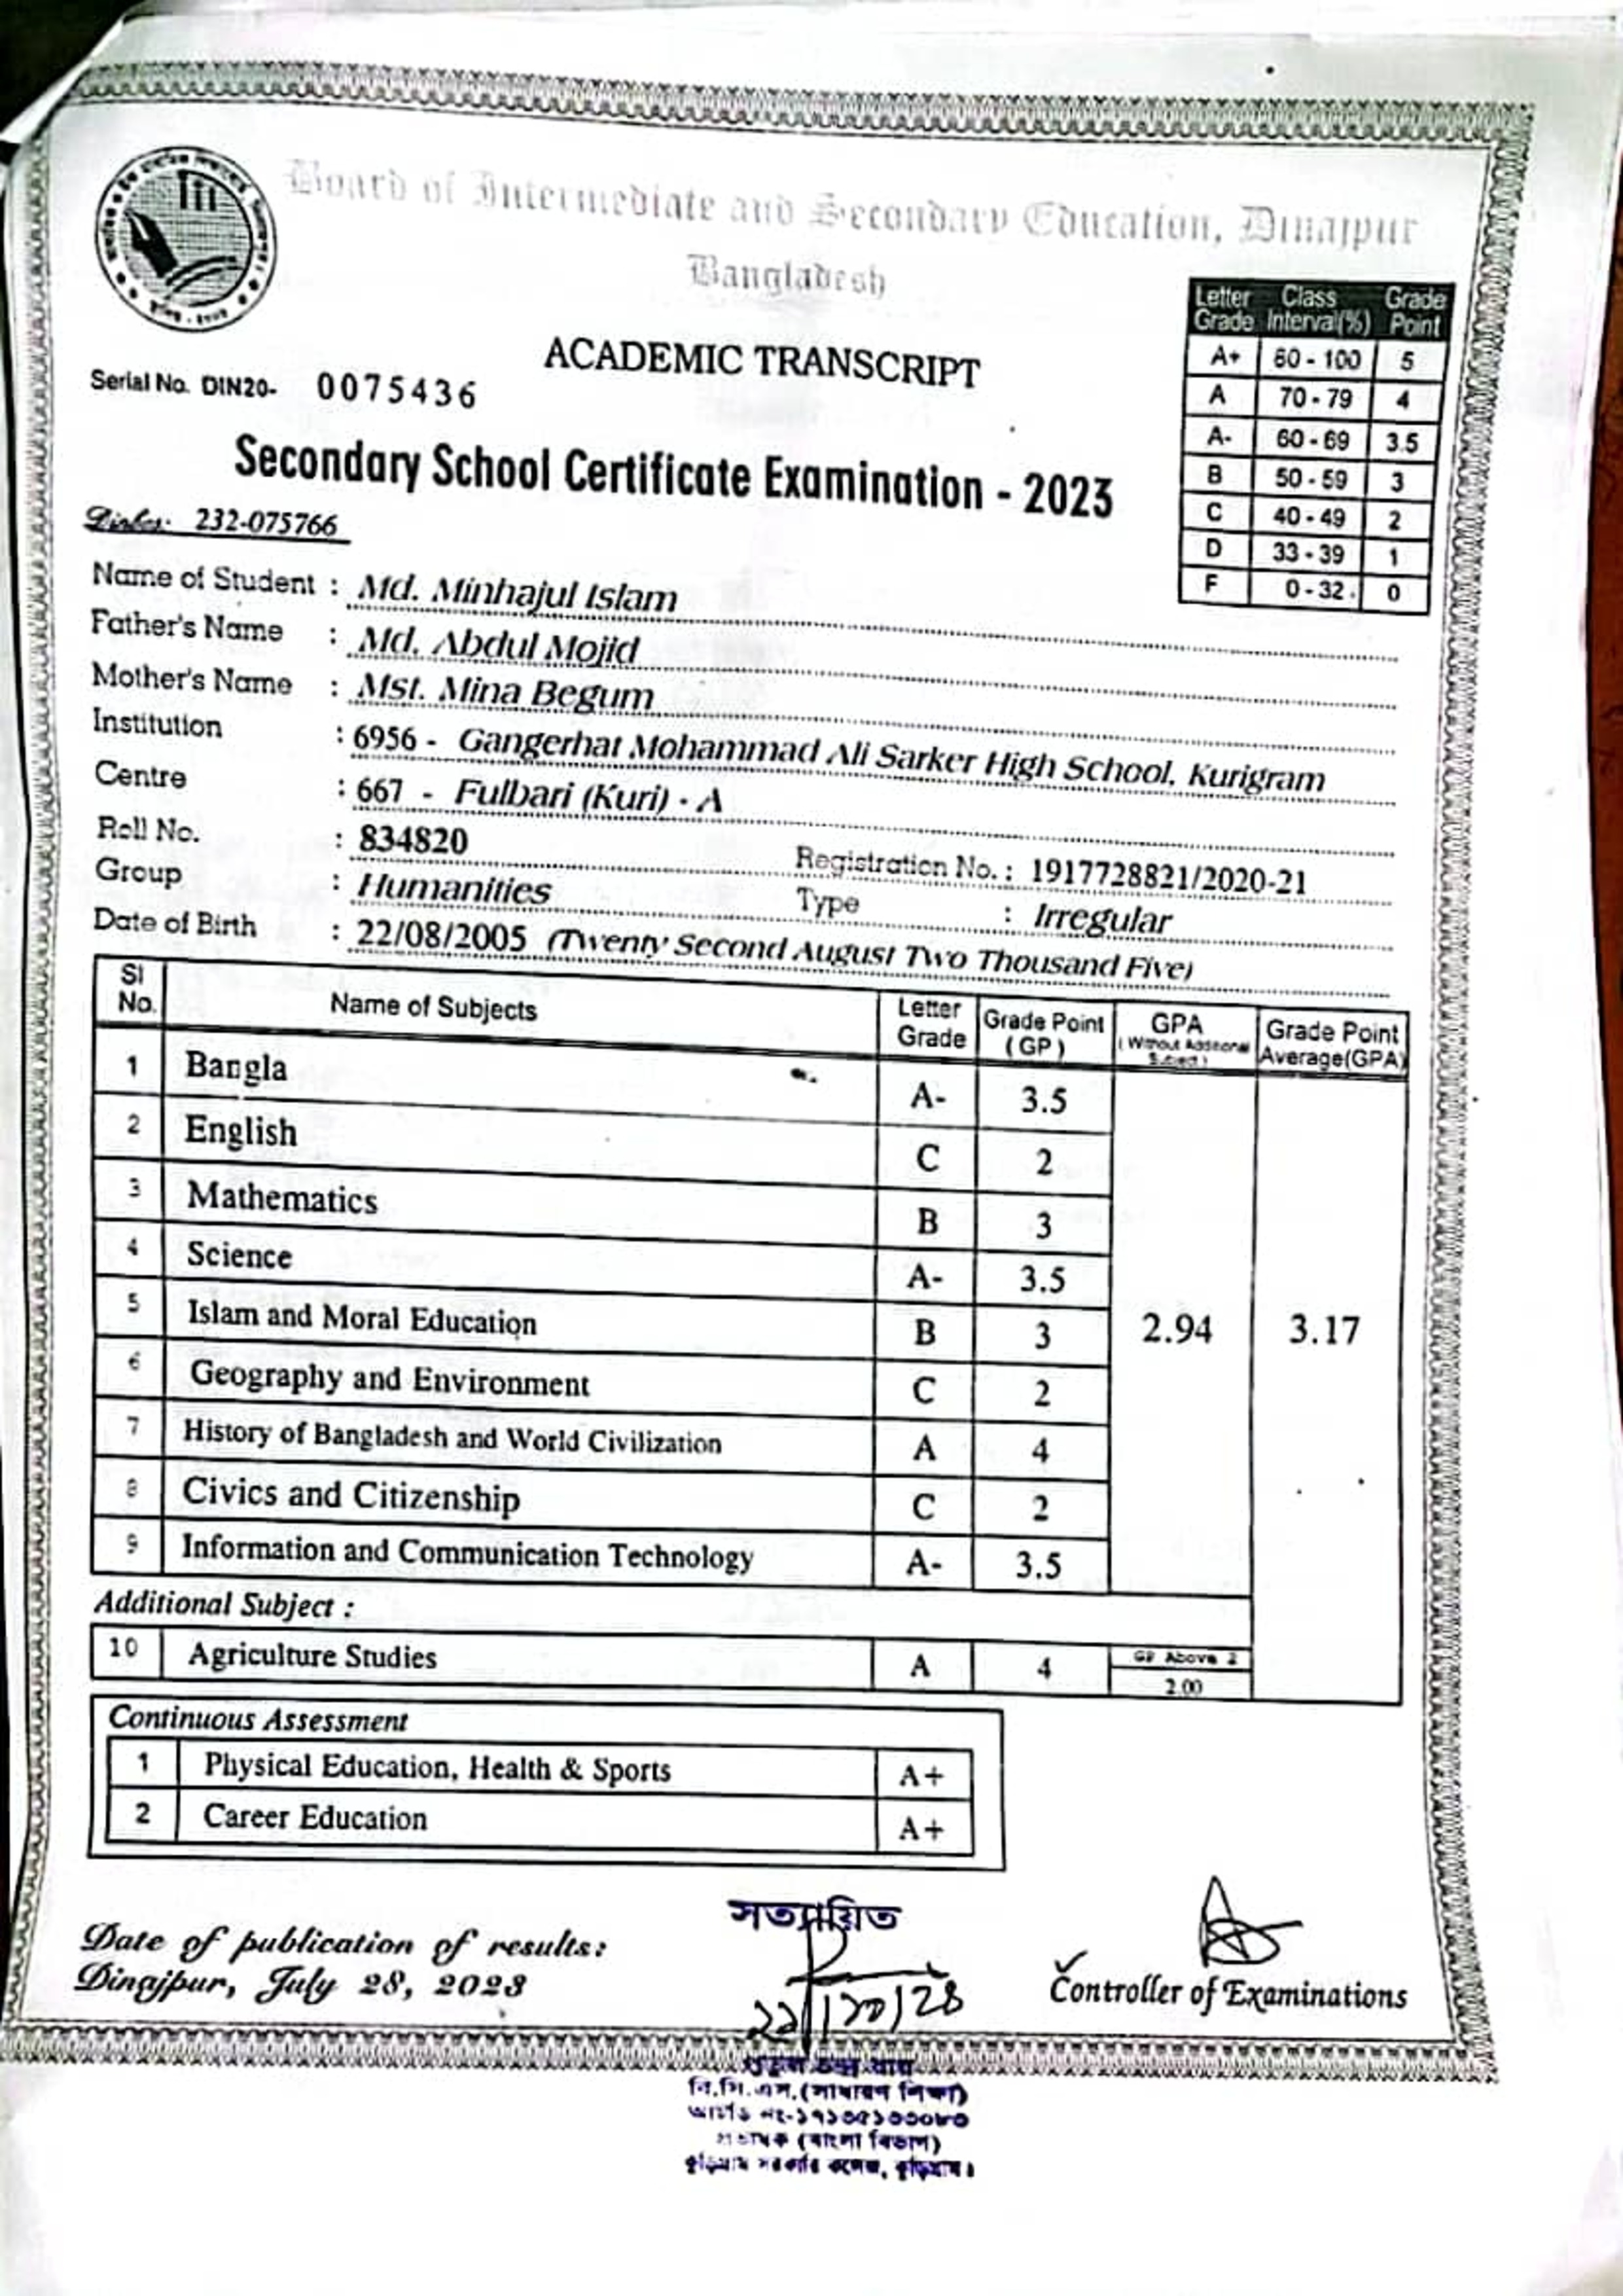 Board of Intermediate and Secondary Education, Dinajpur
Bangladesh
ACADEMIC TRANSCRIPT
Serial No. DIN20- 0075436
Secondary School Certificate Examination - 2023
Letter Grade Class Interval(%) Grade Point
A+ 80 - 100 5
A 70 - 79 4
A- 60 - 69 3.5
B 50 - 59 3
C 40 - 49 2
D 33 - 39 1
F 0 - 32 0
232-075766
Name of Student : Md. Minhajul Islam
Father's Name : Md. Abdul Mojid
Mother's Name : Mst. Mina Begum
Institution : 6956 - Gangerhat Mohammad Ali Sarker High School, Kurigram
Centre : 667 - Fulbari (Kuri) - A
Roll No. : 834820 Registration No. : 1917728821/2020-21
Group : Humanities Type : Irregular
Date of Birth : 22/08/2005 (Twenty Second August Two Thousand Five)
Sl No. Name of Subjects Letter Grade Grade Point (GP) GPA (Without Additional Subject) Grade Point Average(GPA)
1 Bangla A- 3.5
2 English C 2
3 Mathematics B 3
4 Science A- 3.5
5 Islam and Moral Education B 3 2.94 3.17
6 Geography and Environment C 2
7 History of Bangladesh and World Civilization A 4
8 Civics and Citizenship C 2
9 Information and Communication Technology A- 3.5
Additional Subject :
10 Agriculture Studies A 4 GP Above 2
2.00
Continuous Assessment
1 Physical Education, Health & Sports A+
2 Career Education A+
Date of publication of results:
Dinajpur, July 28, 2023
সত্যায়িত
Controller of Examinations
বি.সি.এস.(সাধারণ শিক্ষা)
প্রভাষক (বাংলা বিভাগ)
কুড়িগ্রাম সরকারি কলেজ, কুড়িগ্রাম।